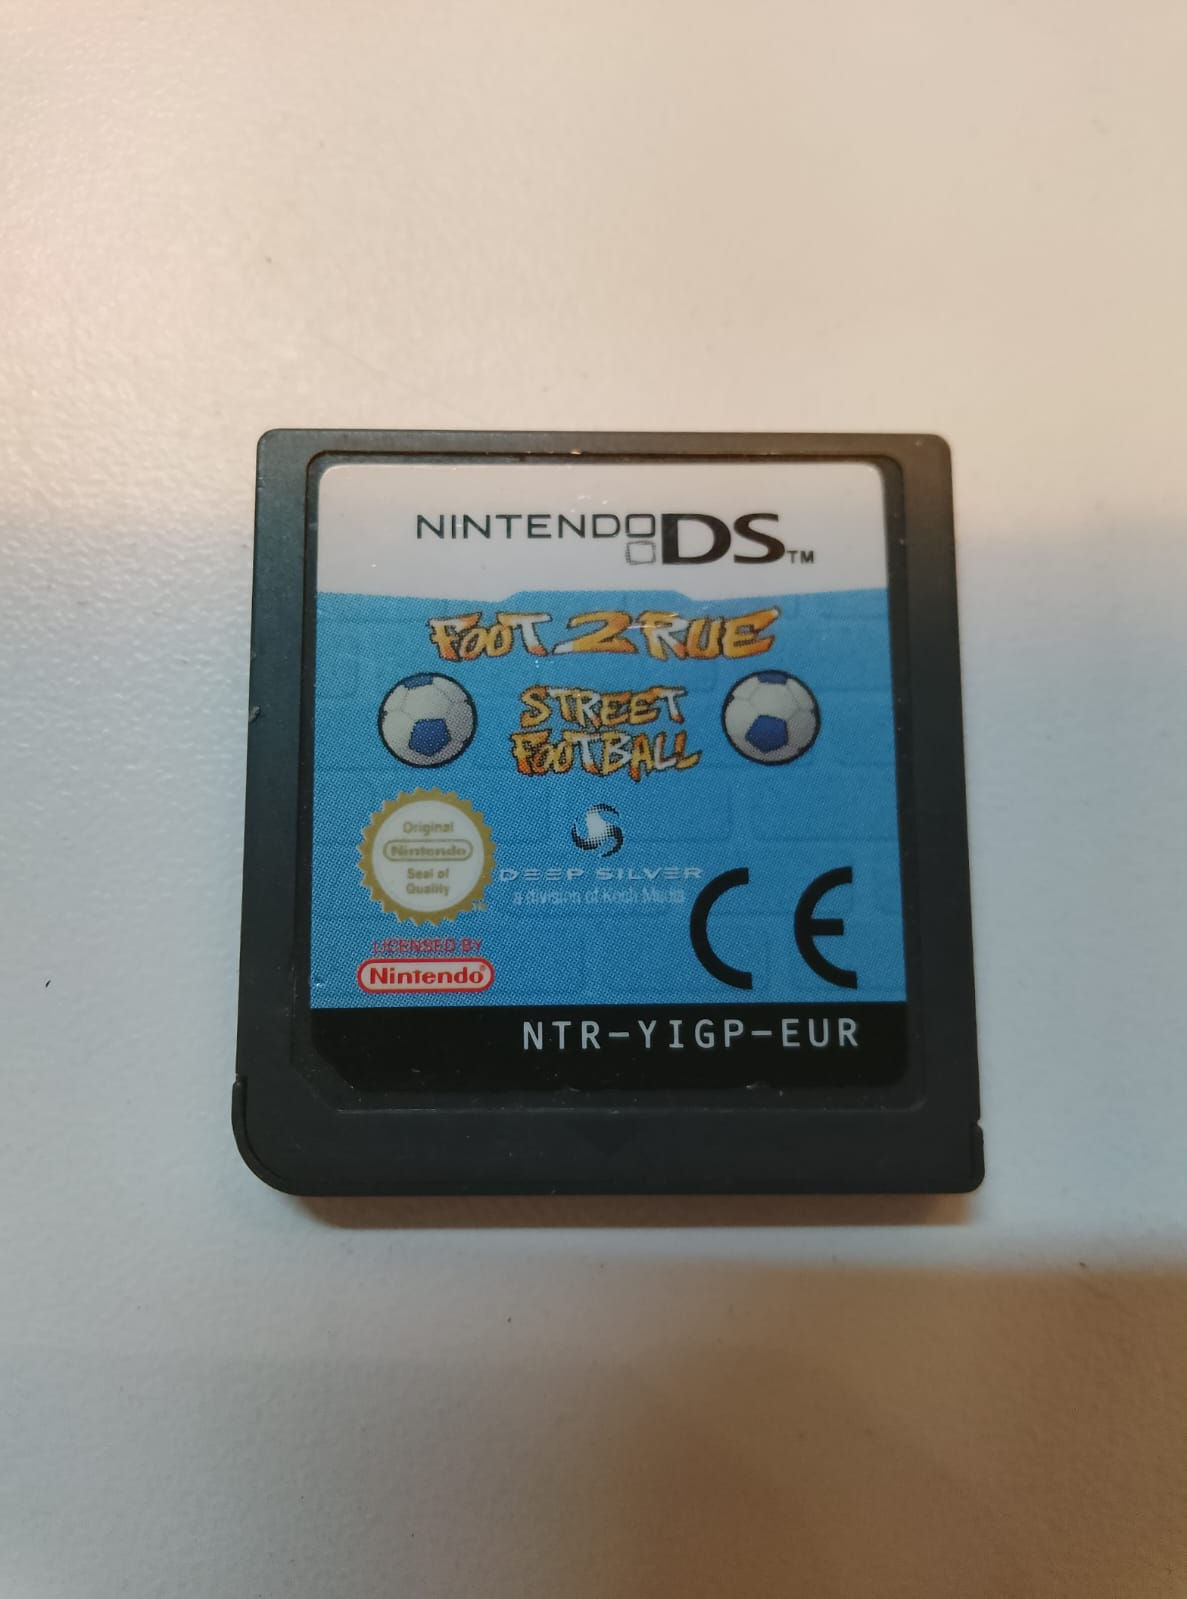 NINTENDO DS™
FOOT 2 RUE
STREET
FOOTBALL
Original
Nintendo
Seal of
Quality
TM
DEEP SILVER
a division of Koch Media
CE
LICENSED BY
Nintendo®
NTR-YIGP-EUR